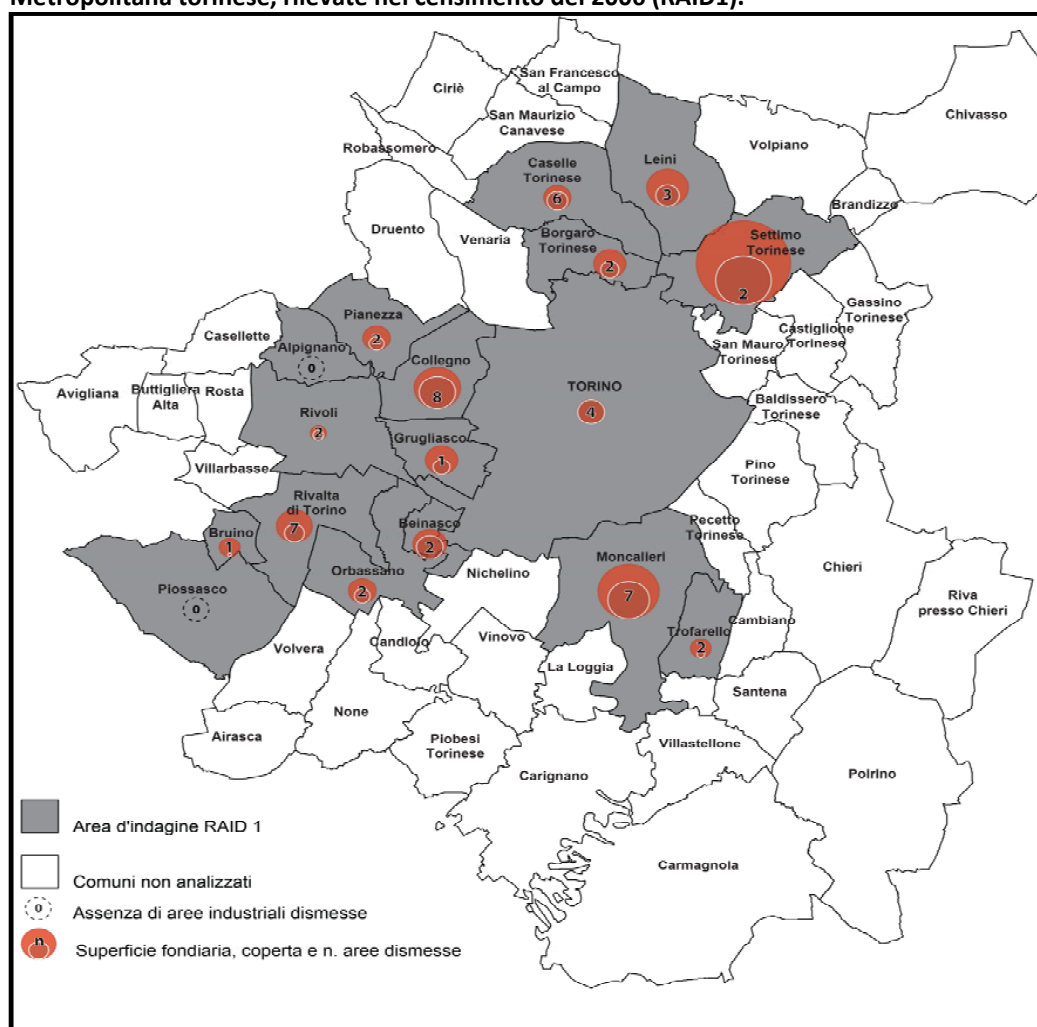 Metropolitana torinese, rilevate nel censimento del 2006 (RAID1).
San Francesco
al Campo
Ciriè
San Maurizio
Canavese
Chivasso
Robassomero
Volpiano
Leinì
Caselle
Torinese
6
3
Brandizzo
Druento
Venaria
Borgaro
Torinese
2
Settimo
Torinese
2
Gassino
Torinese
Casellette
Pianezza
2
Alpignano
0
Castiglione
Torinese
San Mauro
Torinese
Collegno
8
TORINO
4
Avigliana
Buttigliera
Alta
Rosta
Baldissero
Torinese
Rivoli
2
Grugliasco
1
Villarbasse
Pino
Torinese
Rivalta
di Torino
7
Bruino
1
Beinasco
2
Pecetto
Torinese
Moncalieri
7
Chieri
Orbassano
2
Nichelino
Piossasco
0
Riva
presso Chieri
Trofarello
2
Cambiano
Volvera
Candiolo
Vinovo
La Loggia
Santena
None
Airasca
Piobesi
Torinese
Villastellone
Carignano
Poirino
Carmagnola
Area d'indagine RAID 1
Comuni non analizzati
0
Assenza di aree industriali dismesse
n
Superficie fondiaria, coperta e n. aree dismesse